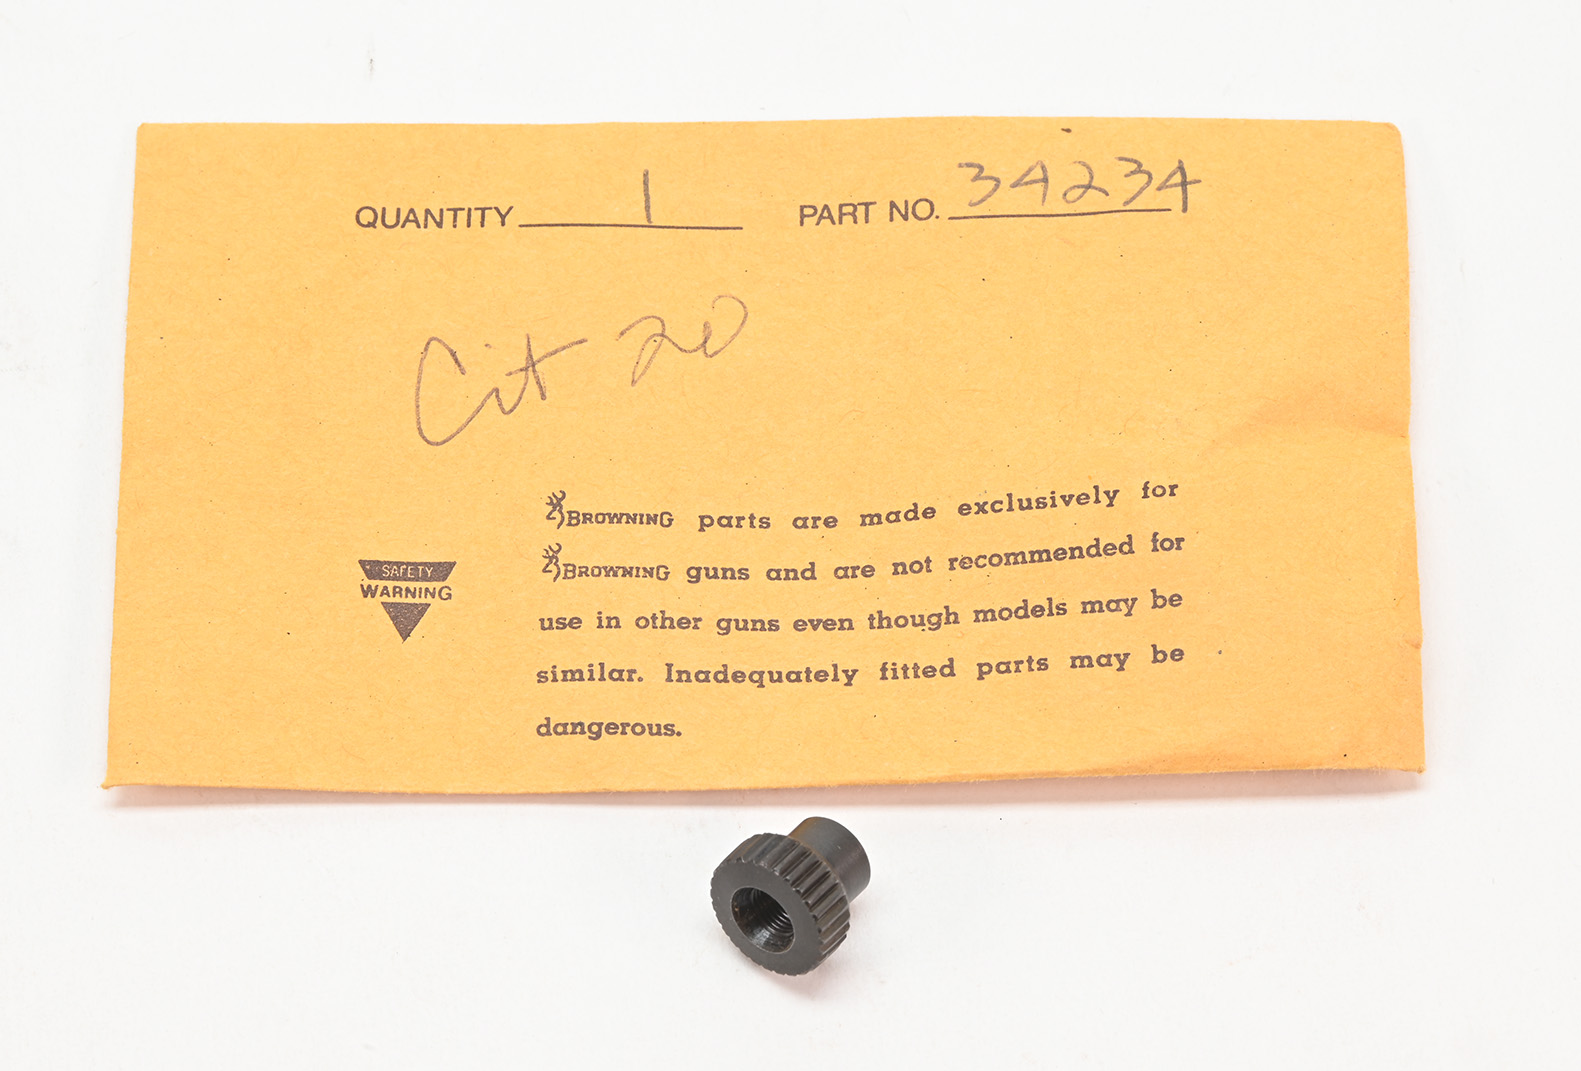 QUANTITY 1 PART NO. 34234
Cit 20
BROWNING parts are made exclusively for
BROWNING guns and are not recommended for
use in other guns even though models may be
similar. Inadequately fitted parts may be
dangerous.
SAFETY
WARNING